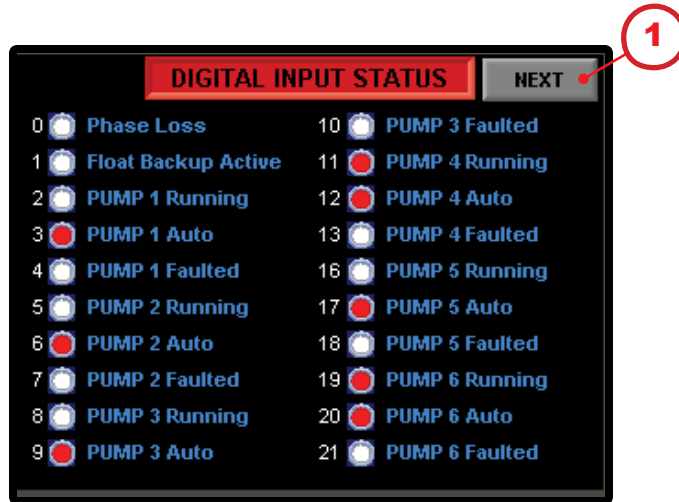 1
DIGITAL INPUT STATUS
NEXT
0 Phase Loss
1 Float Backup Active
2 PUMP 1 Running
3 PUMP 1 Auto
4 PUMP 1 Faulted
5 PUMP 2 Running
6 PUMP 2 Auto
7 PUMP 2 Faulted
8 PUMP 3 Running
9 PUMP 3 Auto
10 PUMP 3 Faulted
11 PUMP 4 Running
12 PUMP 4 Auto
13 PUMP 4 Faulted
16 PUMP 5 Running
17 PUMP 5 Auto
18 PUMP 5 Faulted
19 PUMP 6 Running
20 PUMP 6 Auto
21 PUMP 6 Faulted